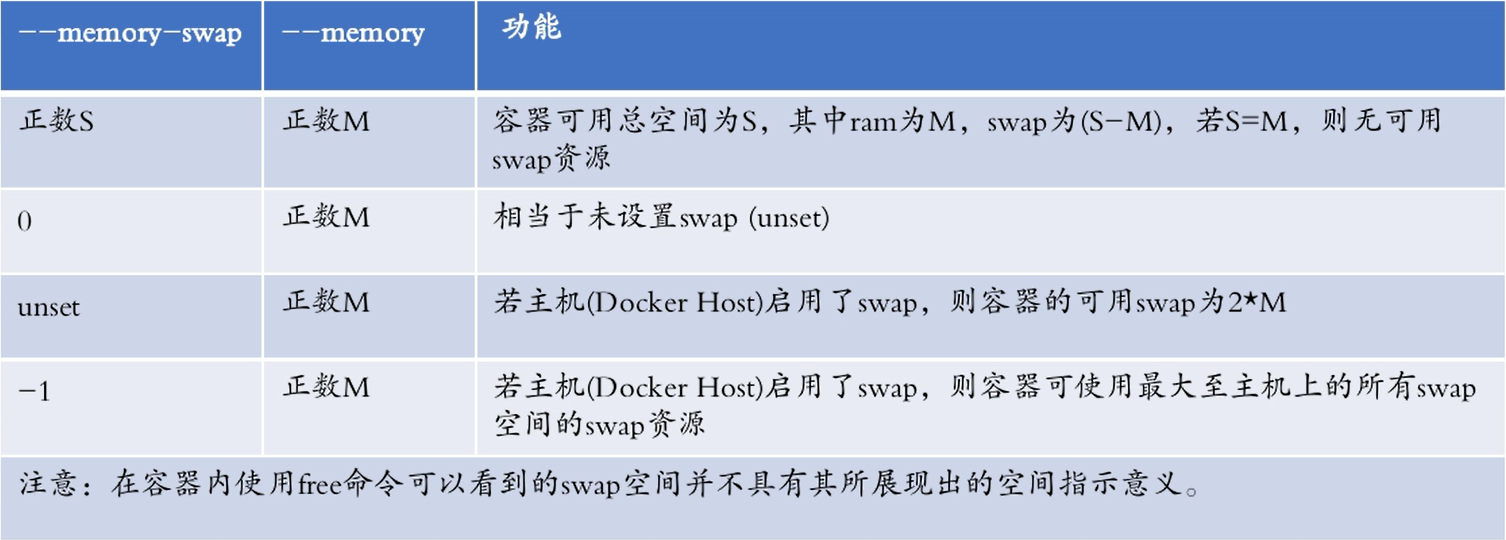 --memory-swap --memory 功能
正数S 正数M 容器可用总空间为S，其中ram为M，swap为(S-M)，若S=M，则无可用
swap资源
0 正数M 相当于未设置swap (unset)
unset 正数M 若主机(Docker Host)启用了swap，则容器的可用swap为2*M
-1 正数M 若主机(Docker Host)启用了swap，则容器可使用最大至主机上的所有swap
空间的swap资源
注意：在容器内使用free命令可以看到的swap空间并不具有其所展现出的空间指示意义。